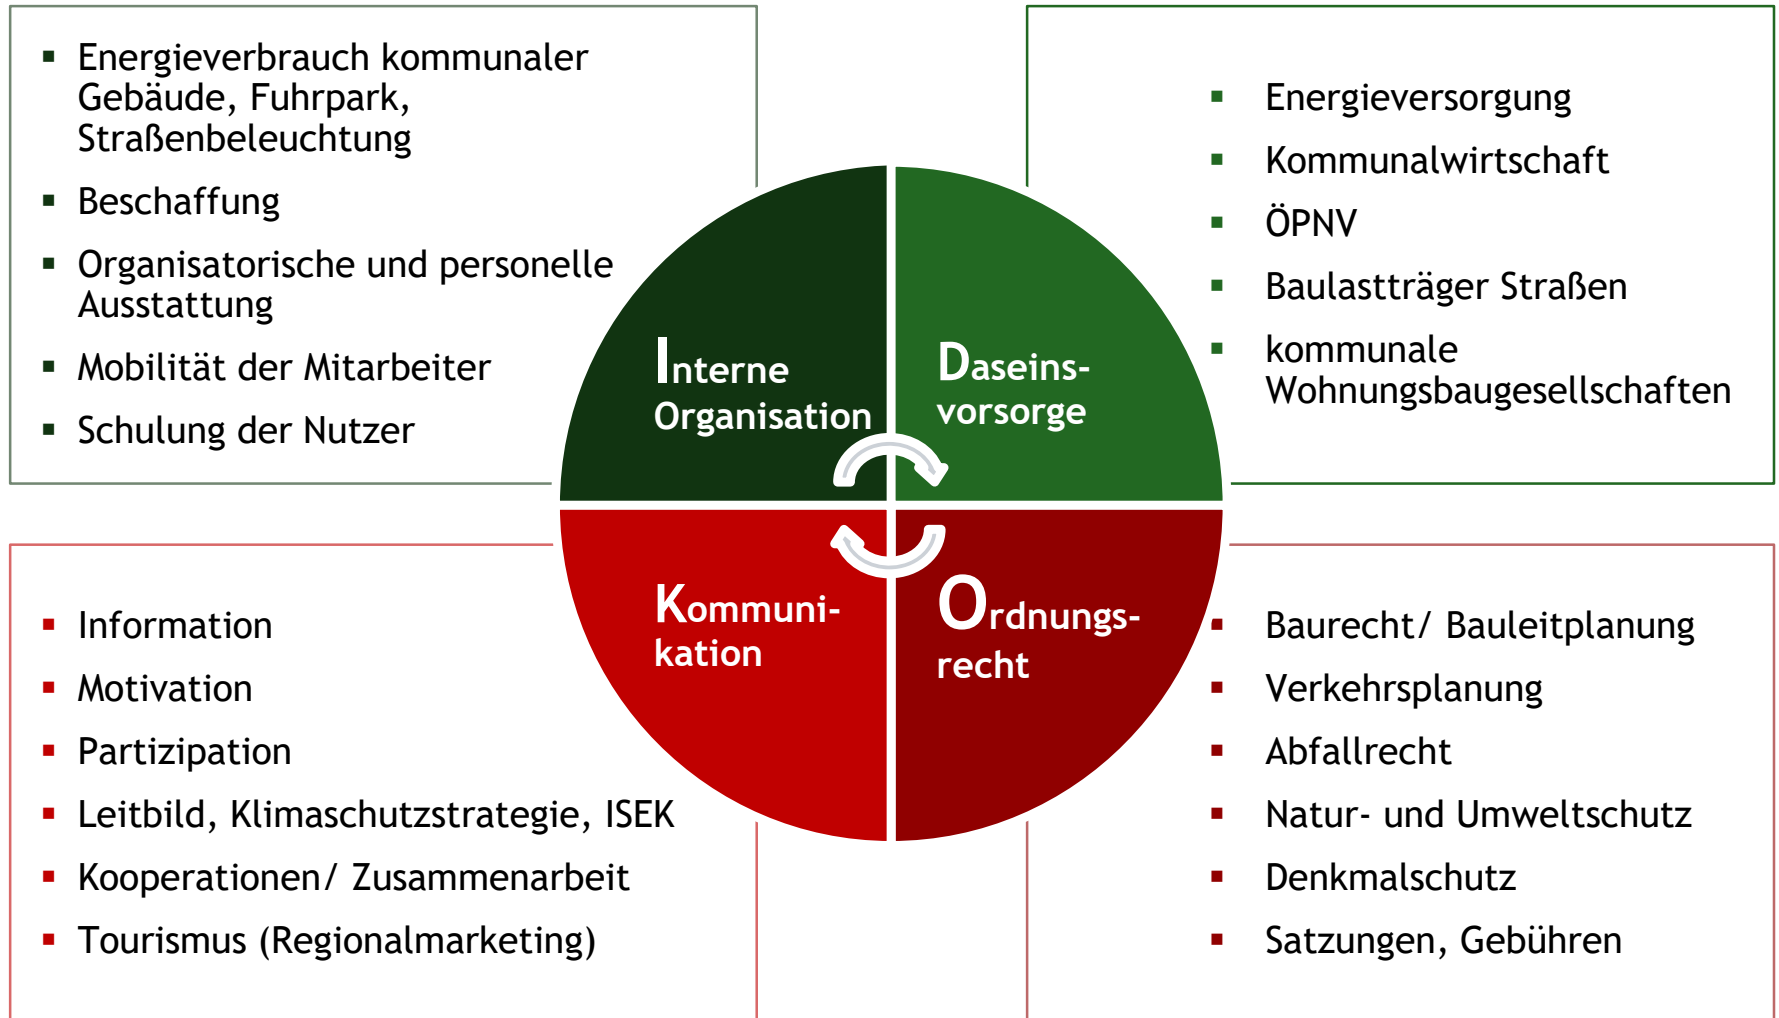 ▪ Energieverbrauch kommunaler
Gebäude, Fuhrpark,
Straßenbeleuchtung
▪ Beschaffung
▪ Organisatorische und personelle
Ausstattung
▪ Mobilität der Mitarbeiter
▪ Schulung der Nutzer
▪ Energieversorgung
▪ Kommunalwirtschaft
▪ ÖPNV
▪ Baulastträger Straßen
▪ kommunale
Wohnungsbaugesellschaften
Interne
Organisation
Daseins-
vorsorge
Kommuni-
kation
Ordnungs-
recht
▪ Information
▪ Motivation
▪ Partizipation
▪ Leitbild, Klimaschutzstrategie, ISEK
▪ Kooperationen/ Zusammenarbeit
▪ Tourismus (Regionalmarketing)
▪ Baurecht/ Bauleitplanung
▪ Verkehrsplanung
▪ Abfallrecht
▪ Natur- und Umweltschutz
▪ Denkmalschutz
▪ Satzungen, Gebühren